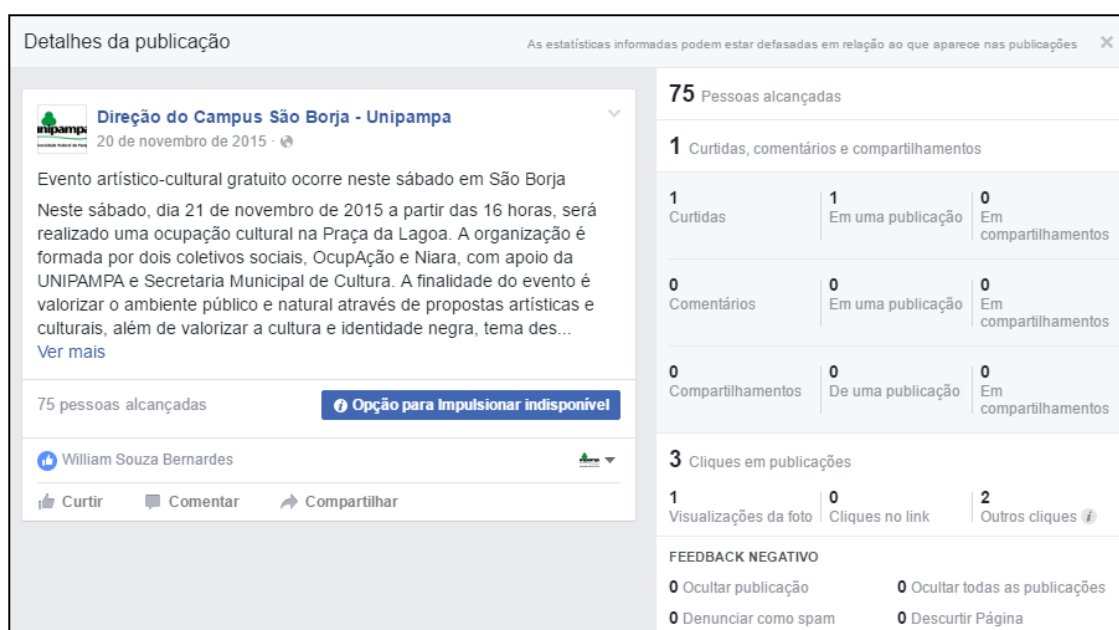 Detalhes da publicação
As estatísticas informadas podem estar defasadas em relação ao que aparece nas publicações
Direção do Campus São Borja - Unipampa
20 de novembro de 2015
Evento artístico-cultural gratuito ocorre neste sábado em São Borja
Neste sábado, dia 21 de novembro de 2015 a partir das 16 horas, será
realizado uma ocupação cultural na Praça da Lagoa. A organização é
formada por dois coletivos sociais, OcupAção e Niara, com apoio da
UNIPAMPA e Secretaria Municipal de Cultura. A finalidade do evento é
valorizar o ambiente público e natural através de propostas artísticas e
culturais, além de valorizar a cultura e identidade negra, tema des...
Ver mais
75 pessoas alcançadas
Opção para Impulsionar indisponível
William Souza Bernardes
Curtir Comentar Compartilhar
75 Pessoas alcançadas
1 Curtidas, comentários e compartilhamentos
1 1 0
Curtidas Em uma publicação Em
compartilhamentos
0 0 0
Comentários Em uma publicação Em
compartilhamentos
0 0 0
Compartilhamentos De uma publicação Em
compartilhamentos
3 Cliques em publicações
1 0 2
Visualizações da foto Cliques no link Outros cliques
FEEDBACK NEGATIVO
0 Ocultar publicação 0 Ocultar todas as publicações
0 Denunciar como spam 0 Descurtir Página